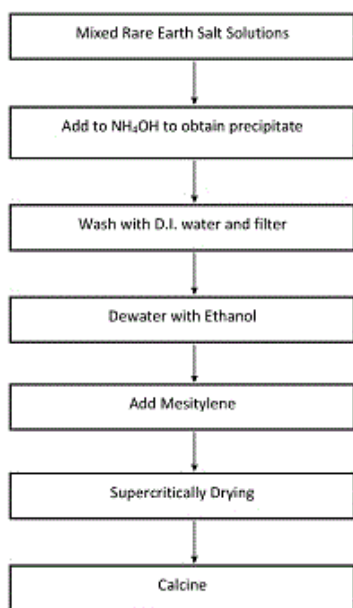 Mixed Rare Earth Salt Solutions
Add to NH₄OH to obtain precipitate
Wash with D.I. water and filter
Dewater with Ethanol
Add Mesitylene
Supercritically Drying
Calcine